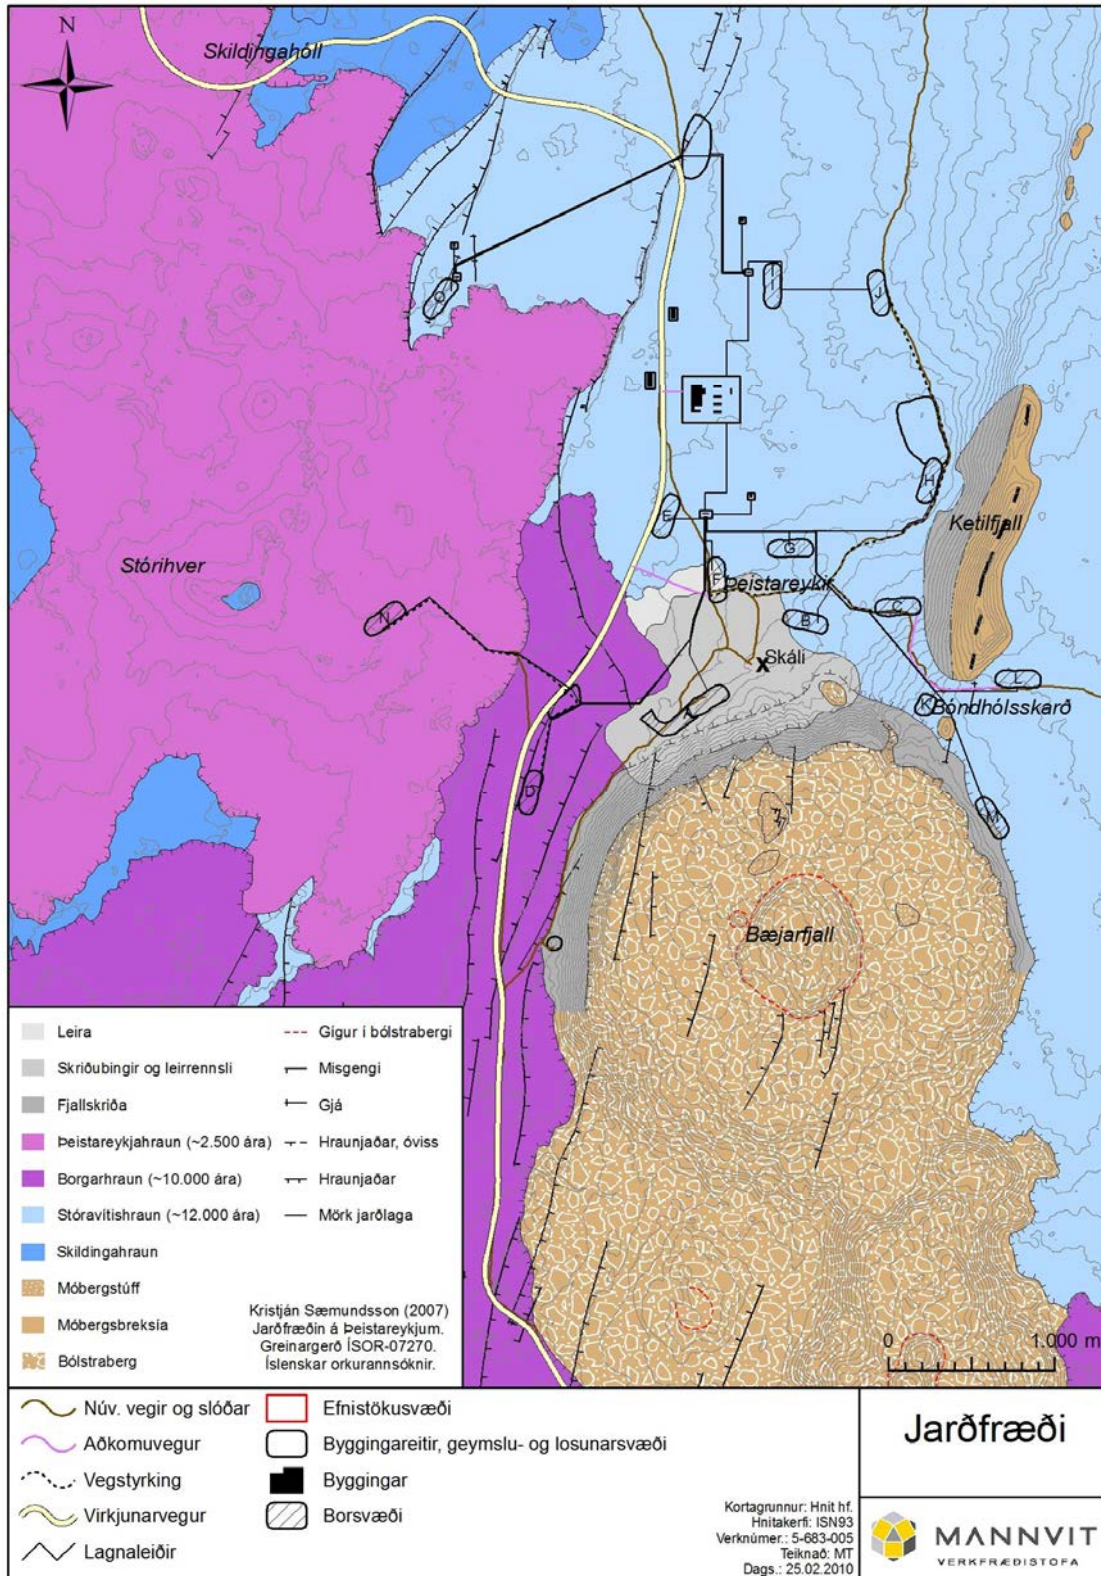 N
Skildingahóll
Q
I
J
H
Ketilfjall
E
G
Stórihver
F
Þeistareykir
N
B
C
Skáli
L
K
Bóndhólsskarð
A
D
M
Bæjarfjall
Leira
Skriðubingir og leirrennsli
Fjallskriða
Þeistareykjahraun (~2.500 ára)
Borgarhraun (~10.000 ára)
Stóravítishraun (~12.000 ára)
Skildingahraun
Móbergstúff
Móbergsbreksía
Bólstraberg
Gígur í bólstrabergi
Misgengi
Gjá
Hraunjaðar, óviss
Hraunjaðar
Mörk jarðlaga
Kristján Sæmundsson (2007)
Jarðfræðin á Þeistareykjum.
Greinargerð ÍSOR-07270.
Íslenskar orkurannsóknir.
0 1.000 m
Núv. vegir og slóðar
Aðkomuvegur
Vegstyrking
Virkjunarvegur
Lagnaleiðir
Efnistökusvæði
Byggingareitir, geymslu- og losunarsvæði
Byggingar
Borsvæði
Kortagrunnur: Hnit hf.
Hnitakerfi: ISN93
Verknúmer.: 5-683-005
Teiknað: MT
Dags.: 25.02.2010
Jarðfræði
MANNVIT
VERKFRÆÐISTOFA